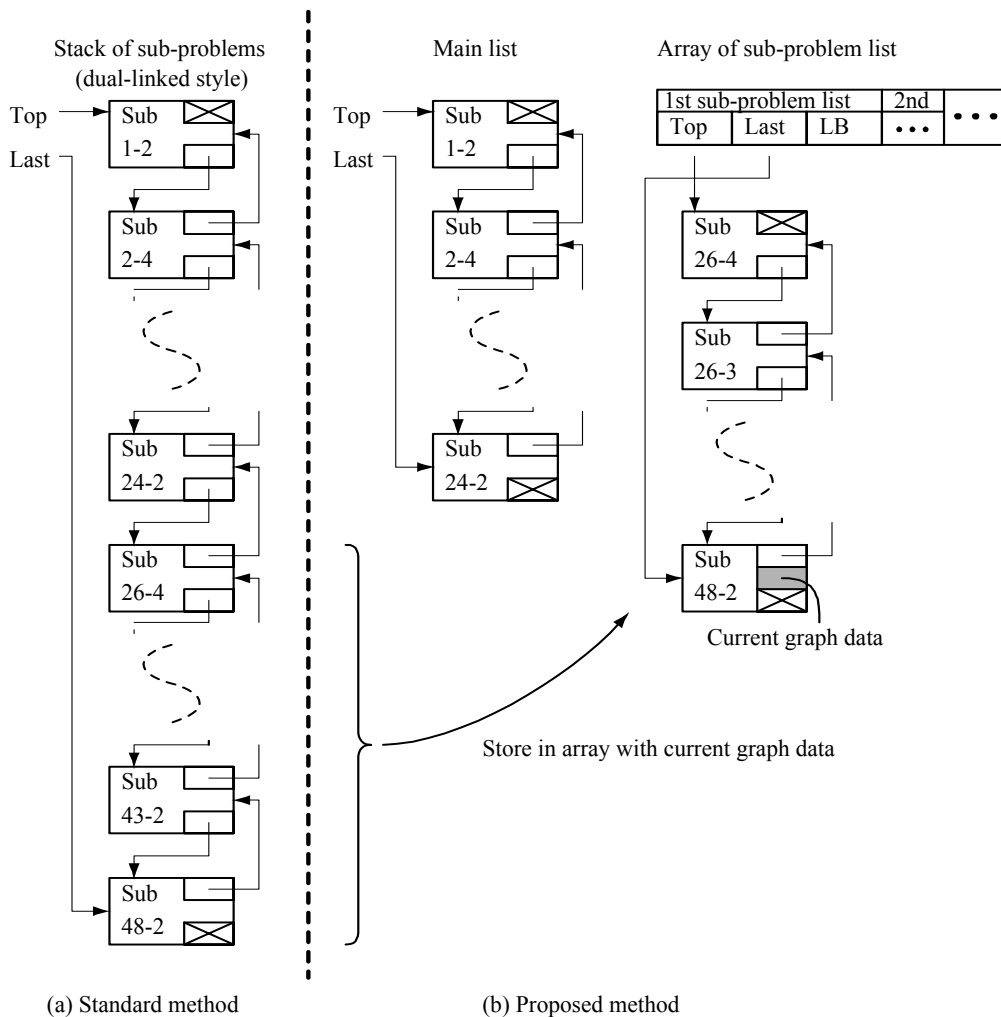 Stack of sub-problems
(dual-linked style)
Top
Last
Sub
1-2
Sub
2-4
Sub
24-2
Sub
26-4
Sub
43-2
Sub
48-2
(a) Standard method
Main list
Top
Last
Sub
1-2
Sub
2-4
Sub
24-2
Array of sub-problem list
1st sub-problem list 2nd
Top Last LB • • •
• • •
Sub
26-4
Sub
26-3
Sub
48-2
Current graph data
Store in array with current graph data
(b) Proposed method